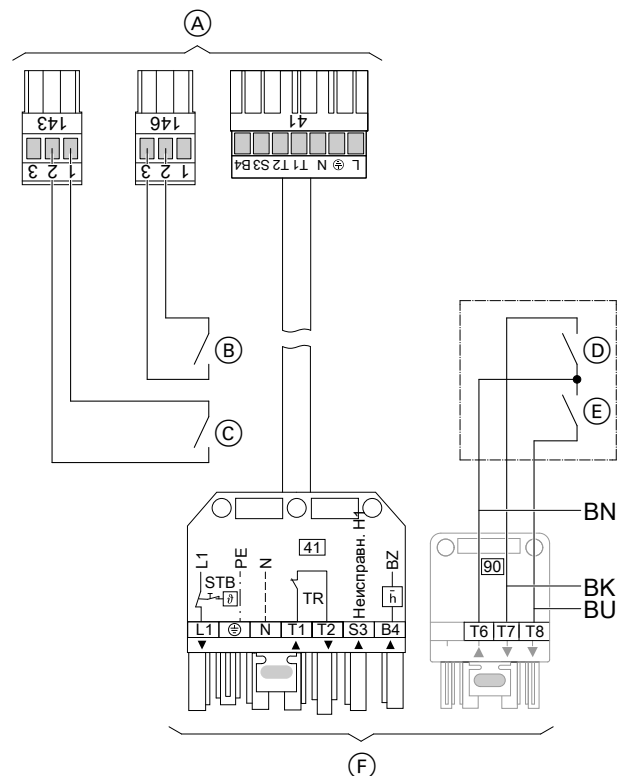 A
143
3 2 1
146
3 2 1
41
B4 S3 T2 T1 N L
B
C
D
E
BN
BK
BU
L1
PE
N
STB
ϑ
41
TR
Неисправн. H1
BZ
h
L1 N T1 T2 S3 B4
90
T6 T7 T8
F